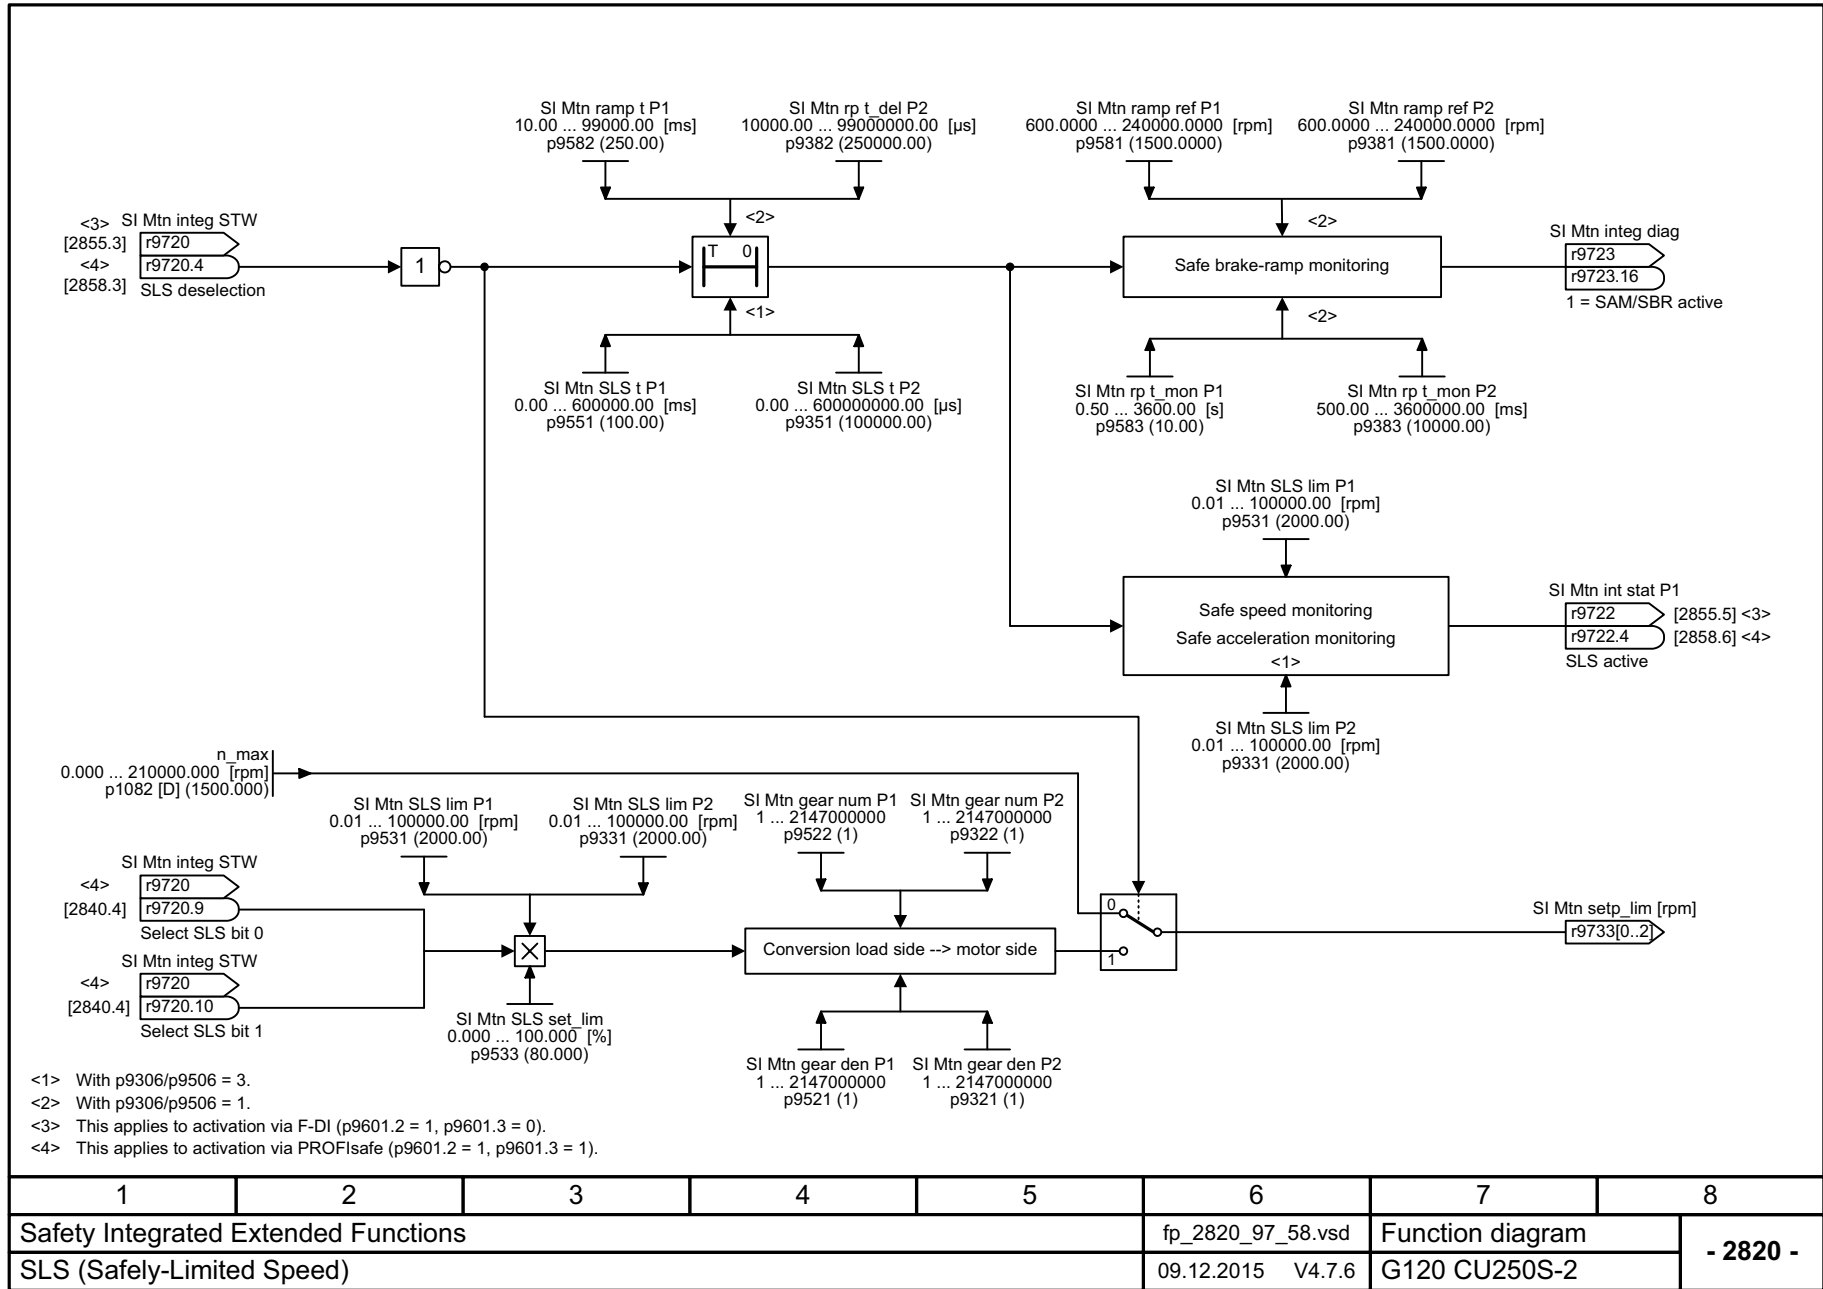 SI Mtn ramp t P1
10.00 ... 99000.00 [ms]
p9582 (250.00)
SI Mtn rp t_del P2
10000.00 ... 99000000.00 [µs]
p9382 (250000.00)
SI Mtn ramp ref P1
600.0000 ... 240000.0000 [rpm]
p9581 (1500.0000)
SI Mtn ramp ref P2
600.0000 ... 240000.0000 [rpm]
p9381 (1500.0000)
<3> SI Mtn integ STW
[2855.3] r9720
<4> r9720.4
[2858.3] SLS deselection
1
<2>
T 0
<1>
<2>
Safe brake-ramp monitoring
<2>
SI Mtn integ diag
r9723
r9723.16
1 = SAM/SBR active
SI Mtn SLS t P1
0.00 ... 600000.00 [ms]
p9551 (100.00)
SI Mtn SLS t P2
0.00 ... 600000000.00 [µs]
p9351 (100000.00)
SI Mtn rp t_mon P1
0.50 ... 3600.00 [s]
p9583 (10.00)
SI Mtn rp t_mon P2
500.00 ... 3600000.00 [ms]
p9383 (10000.00)
SI Mtn SLS lim P1
0.01 ... 100000.00 [rpm]
p9531 (2000.00)
Safe speed monitoring
Safe acceleration monitoring
<1>
SI Mtn int stat P1
r9722 [2855.5] <3>
r9722.4 [2858.6] <4>
SLS active
SI Mtn SLS lim P2
0.01 ... 100000.00 [rpm]
p9331 (2000.00)
n_max
0.000 ... 210000.000 [rpm]
p1082 [D] (1500.000)
SI Mtn SLS lim P1
0.01 ... 100000.00 [rpm]
p9531 (2000.00)
SI Mtn SLS lim P2
0.01 ... 100000.00 [rpm]
p9331 (2000.00)
SI Mtn gear num P1
1 ... 2147000000
p9522 (1)
SI Mtn gear num P2
1 ... 2147000000
p9322 (1)
SI Mtn integ STW
<4> r9720
[2840.4] r9720.9
Select SLS bit 0
SI Mtn integ STW
<4> r9720
[2840.4] r9720.10
Select SLS bit 1
Conversion load side --> motor side
0
1
SI Mtn setp_lim [rpm]
r9733[0..2]
SI Mtn SLS set_lim
0.000 ... 100.000 [%]
p9533 (80.000)
SI Mtn gear den P1
1 ... 2147000000
p9521 (1)
SI Mtn gear den P2
1 ... 2147000000
p9321 (1)
<1> With p9306/p9506 = 3.
<2> With p9306/p9506 = 1.
<3> This applies to activation via F-DI (p9601.2 = 1, p9601.3 = 0).
<4> This applies to activation via PROFIsafe (p9601.2 = 1, p9601.3 = 1).
1 2 3 4 5 6 7 8
Safety Integrated Extended Functions fp_2820_97_58.vsd Function diagram
- 2820 -
SLS (Safely-Limited Speed) 09.12.2015 V4.7.6 G120 CU250S-2